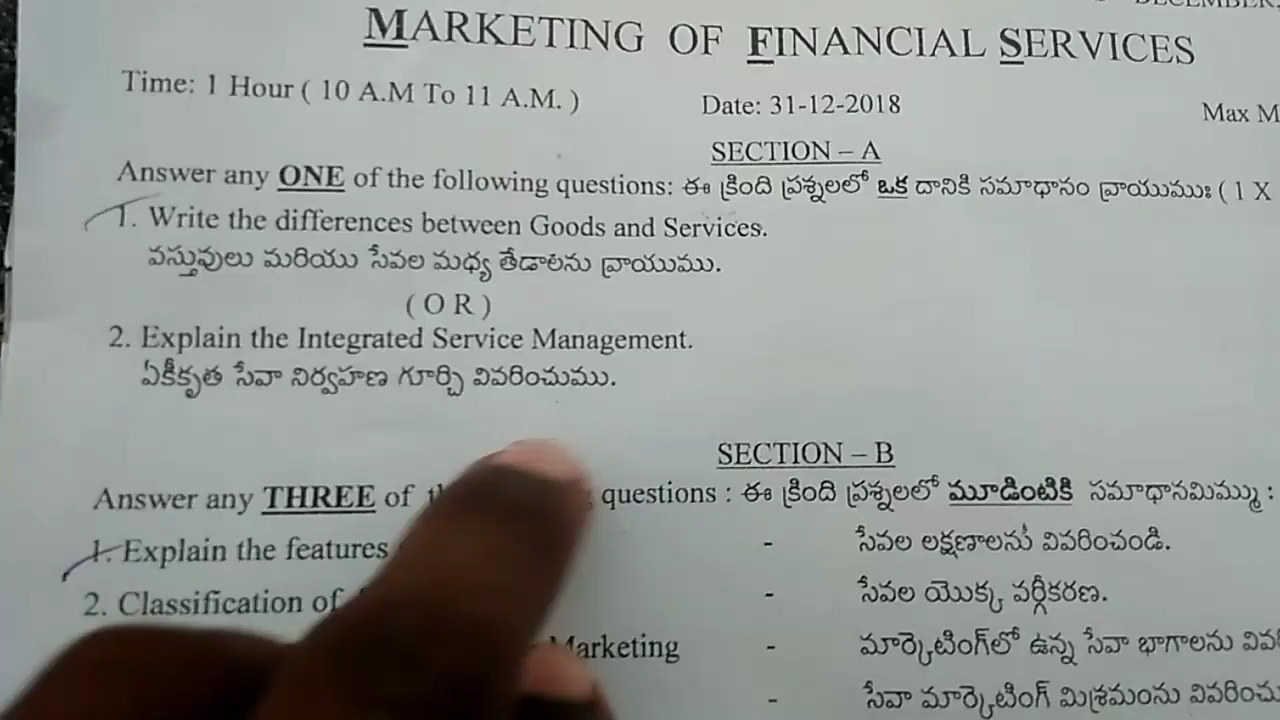 MARKETING OF FINANCIAL SERVICES
Time: 1 Hour ( 10 A.M To 11 A.M. ) Date: 31-12-2018 Max
SECTION – A
Answer any ONE of the following questions: ఈ క్రింది ప్రశ్నలలో ఒక దానికి సమాధానం వ్రాయుముః ( 1 X
1. Write the differences between Goods and Services.
వస్తువులు మరియు సేవల మధ్య తేడాలను వ్రాయుము.
( O R )
2. Explain the Integrated Service Management.
ఏకీకృత సేవా నిర్వహణ గూర్చి వివరించుము.
SECTION – B
Answer any THREE of questions : ఈ క్రింది ప్రశ్నలలో మూడింటికి సమాధానమిమ్ము :
1. Explain the features - సేవల లక్షణాలను వివరించండి.
2. Classification of - సేవల యొక్క వర్గీకరణ.
Marketing - మార్కెటింగ్‌లో ఉన్న సేవా భాగాలను
- సేవా మార్కెటింగ్ మిశ్రమంను